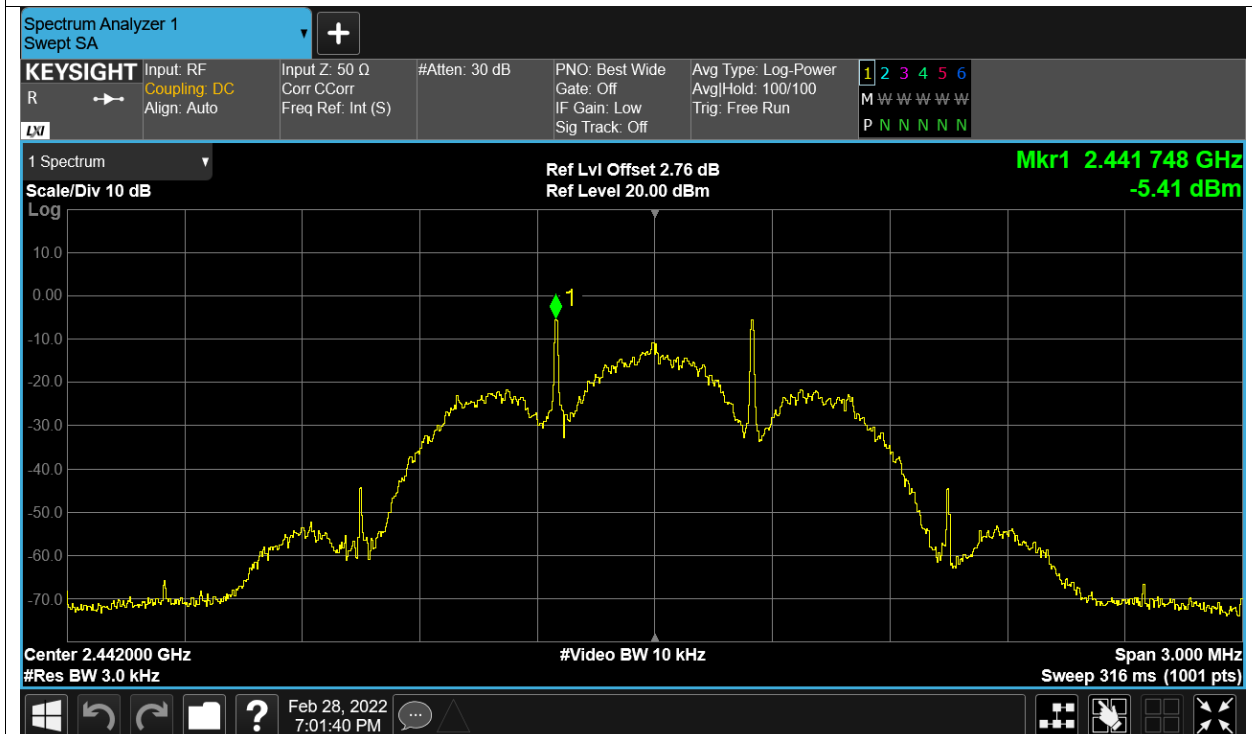 Spectrum Analyzer 1
Swept SA
+
KEYSIGHT
R
LXI
Input: RF
Coupling: DC
Align: Auto
Input Z: 50 Ω
Corr CCorr
Freq Ref: Int (S)
#Atten: 30 dB
PNO: Best Wide
Gate: Off
IF Gain: Low
Sig Track: Off
Avg Type: Log-Power
Avg|Hold: 100/100
Trig: Free Run
1 2 3 4 5 6
M W W W W W
P N N N N N
1 Spectrum
Scale/Div 10 dB
Log
Ref Lvl Offset 2.76 dB
Ref Level 20.00 dBm
Mkr1 2.441 748 GHz
-5.41 dBm
10.0
0.00
1
-10.0
-20.0
-30.0
-40.0
-50.0
-60.0
-70.0
Center 2.442000 GHz
#Res BW 3.0 kHz
#Video BW 10 kHz
Span 3.000 MHz
Sweep 316 ms (1001 pts)
?
Feb 28, 2022
7:01:40 PM
...